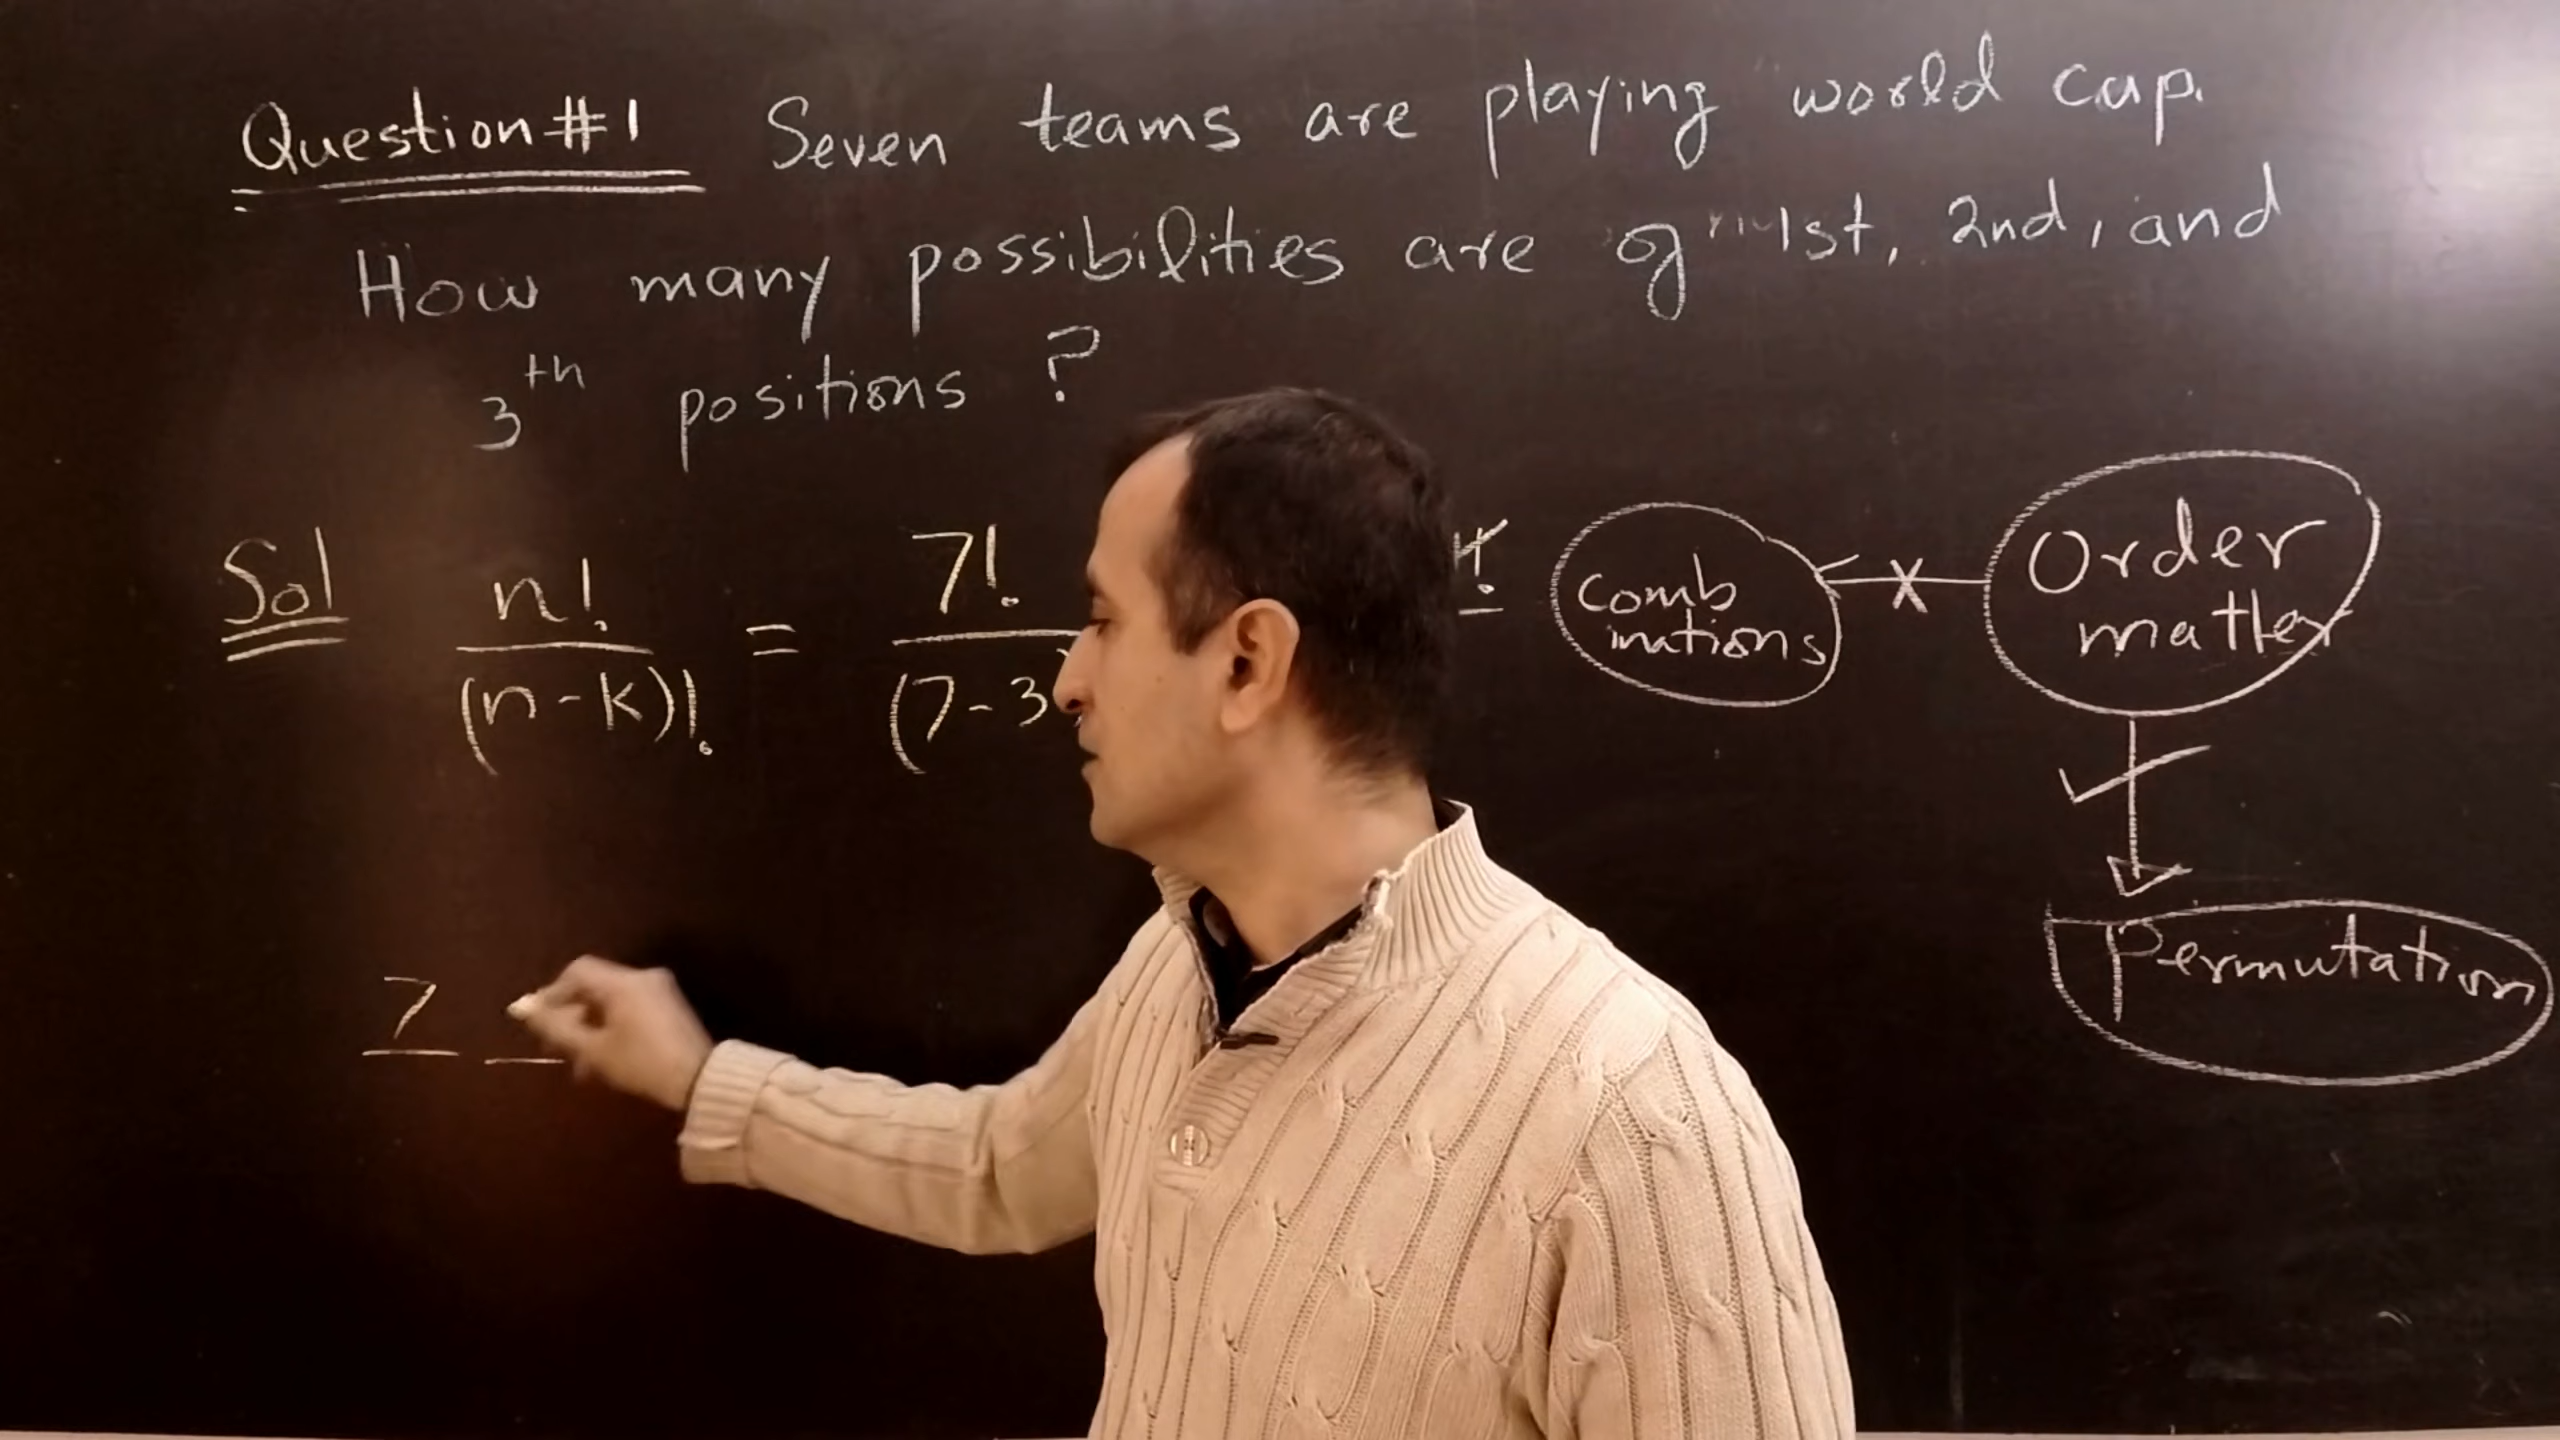 Question #1 Seven teams are playing world cup.
How many possibilities are of 1st, 2nd, and
3th positions ?
Sol n! / (n-k)! = 7! / (7-3
4!
Comb
inations
X
Order
matter
Permutation
7